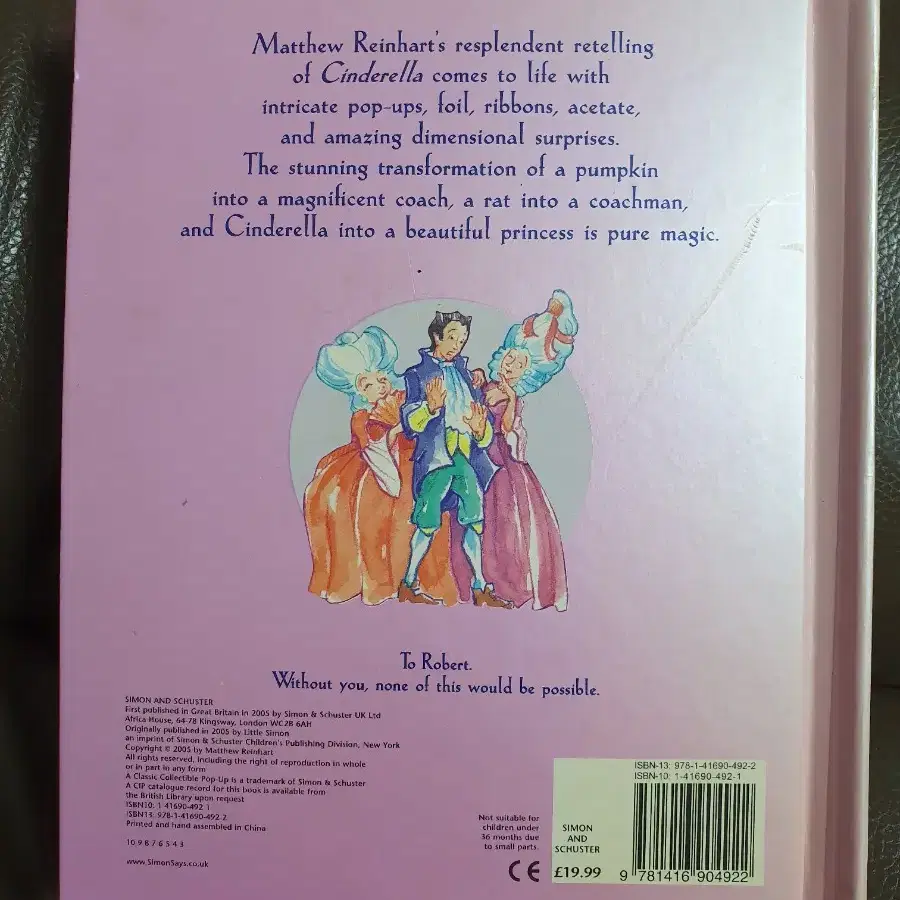 Matthew Reinhart's resplendent retelling
of Cinderella comes to life with
intricate pop-ups, foil, ribbons, acetate,
and amazing dimensional surprises.
The stunning transformation of a pumpkin
into a magnificent coach, a rat into a coachman,
and Cinderella into a beautiful princess is pure magic.
To Robert.
Without you, none of this would be possible.
SIMON AND SCHUSTER
First published in Great Britain in 2005 by Simon & Schuster UK Ltd
Africa House, 64-78 Kingsway, London WC2B 6AH
Originally published in 2005 by Little Simon
an imprint of Simon & Schuster Children's Publishing Division, New York
Copyright © 2005 by Matthew Reinhart
All rights reserved, including the right of reproduction in whole
or in part in any form
A Classic Collectible Pop-Up is a trademark of Simon & Schuster
A CIP catalogue record for this book is available from
the British Library upon request
ISBN10: 1-41690-492-1
ISBN13: 978-1-41690-492-2
Printed and hand assembled in China
10 9 8 7 6 5 4 3
www.SimonSays.co.uk
Not suitable for
children under
36 months due
to small parts.
CE
ISBN-13: 978-1-41690-492-2
ISBN-10: 1-41690-492-1
SIMON
AND
SCHUSTER
£19.99
9 781416 904922